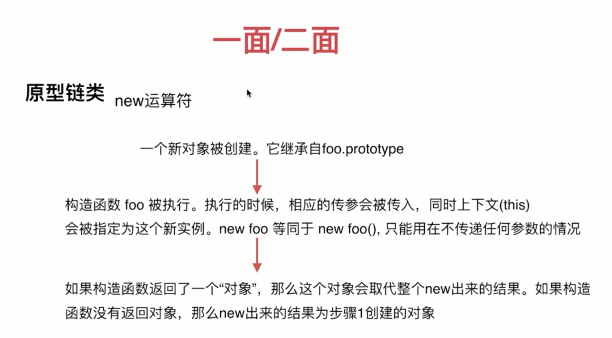 一面/二面
原型链类 new运算符
一个新对象被创建。它继承自foo.prototype
构造函数 foo 被执行。执行的时候，相应的传参会被传入，同时上下文(this)
会被指定为这个新实例。new foo 等同于 new foo(), 只能用在不传递任何参数的情况
如果构造函数返回了一个“对象”，那么这个对象会取代整个new出来的结果。如果构造
函数没有返回对象，那么new出来的结果为步骤1创建的对象